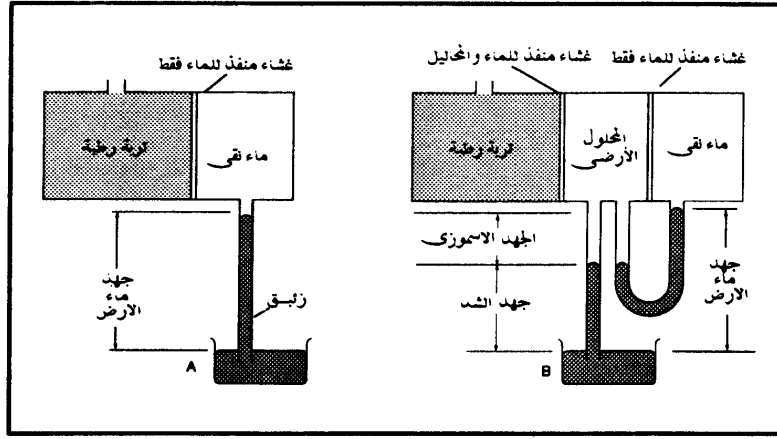 غشاء منفذ للماء فقط
غشاء منفذ للماء والمحاليل
غشاء منفذ للماء فقط
تربة رطبة
ماء نقى
تربة رطبة
المحلول
الأرضى
ماء نقى
الجهد الاسموزى
جهد الشد
جهد
ماء
الارض
جهد
ماء
الأرض
زئبق
A
B